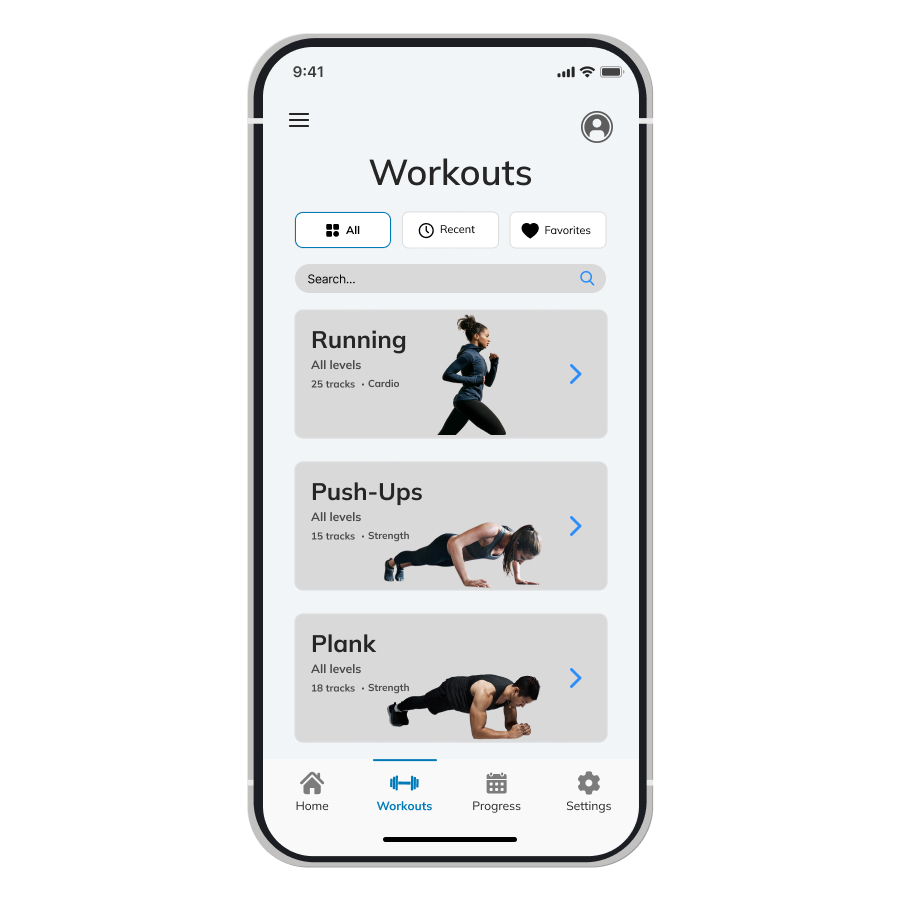 9:41
Workouts
All Recent Favorites
Search...
Running
All levels
25 tracks · Cardio
Push-Ups
All levels
15 tracks · Strength
Plank
All levels
18 tracks · Strength
Home Workouts Progress Settings